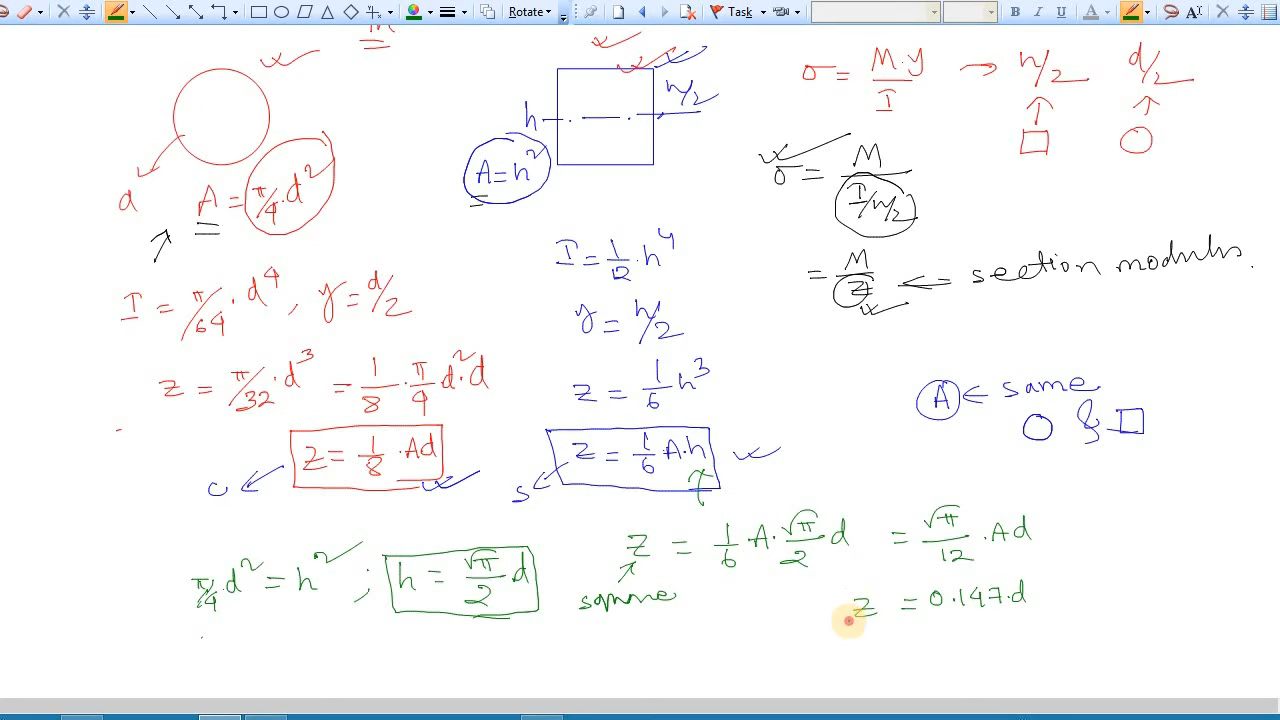 Rotate
Task
B I U A
M
d
A = π/4 · d²
I = π/64 · d⁴ , y = d/2
z = π/32 · d³ = 1/8 · π/4 d² · d
Z = 1/8 · Ad
C
h
h/2
A = h²
I = 1/12 · h⁴
y = h/2
z = 1/6 h³
z = 1/6 A·h
S
σ = M·y/I → h/2 d/2
σ = M/(I/h/2)
= M/Z ⇐ section modulus.
A ← same
○ & □
π/4 · d² = h² ; h = √π/2 d
z = 1/6 A · √π/2 d = √π/12 · Ad
square
z = 0.147·d